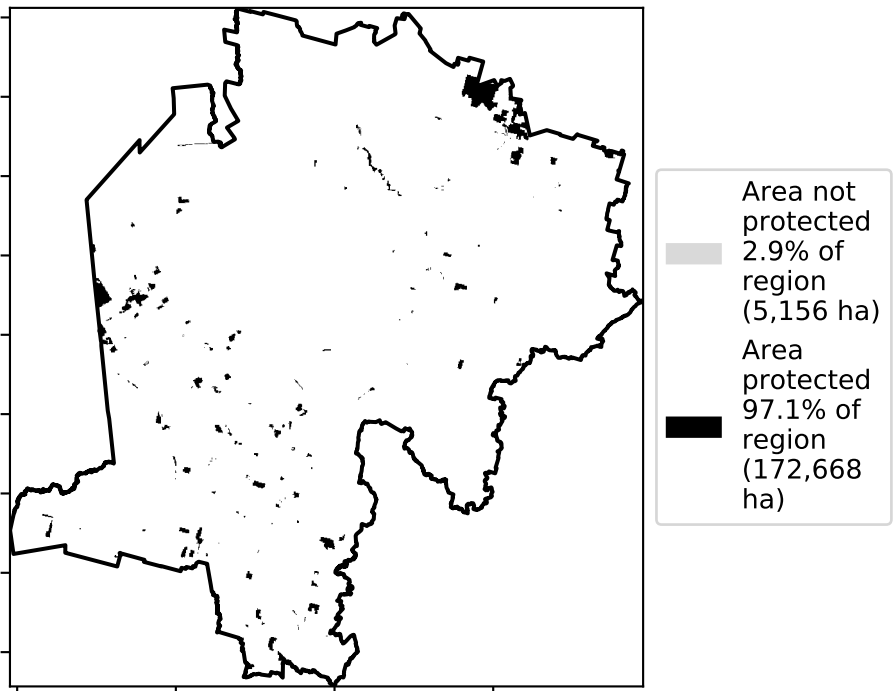 Area not
protected
2.9% of
region
(5,156 ha)
Area
protected
97.1% of
region
(172,668
ha)